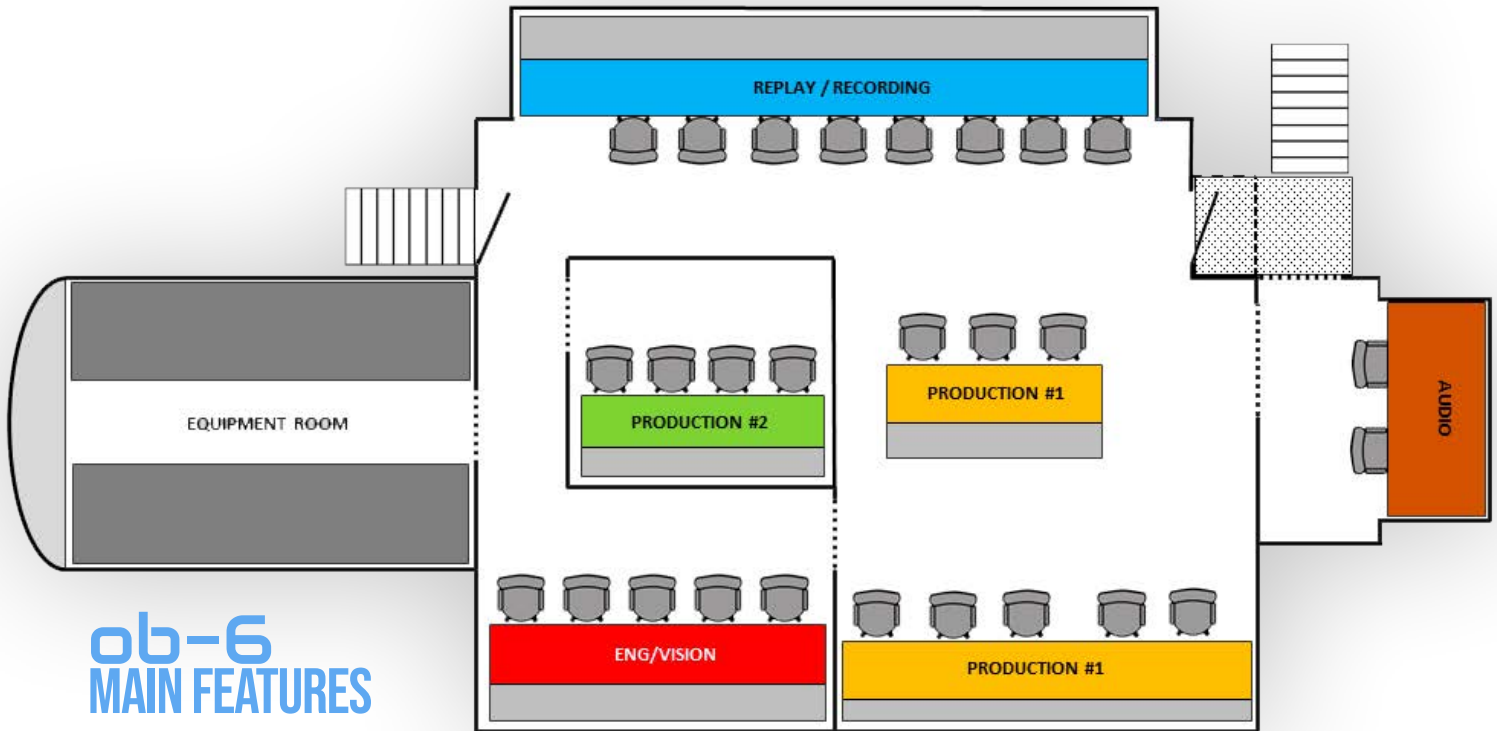 REPLAY / RECORDING
EQUIPMENT ROOM
PRODUCTION #2
PRODUCTION #1
AUDIO
ENG/VISION
PRODUCTION #1
ob-6
MAIN FEATURES